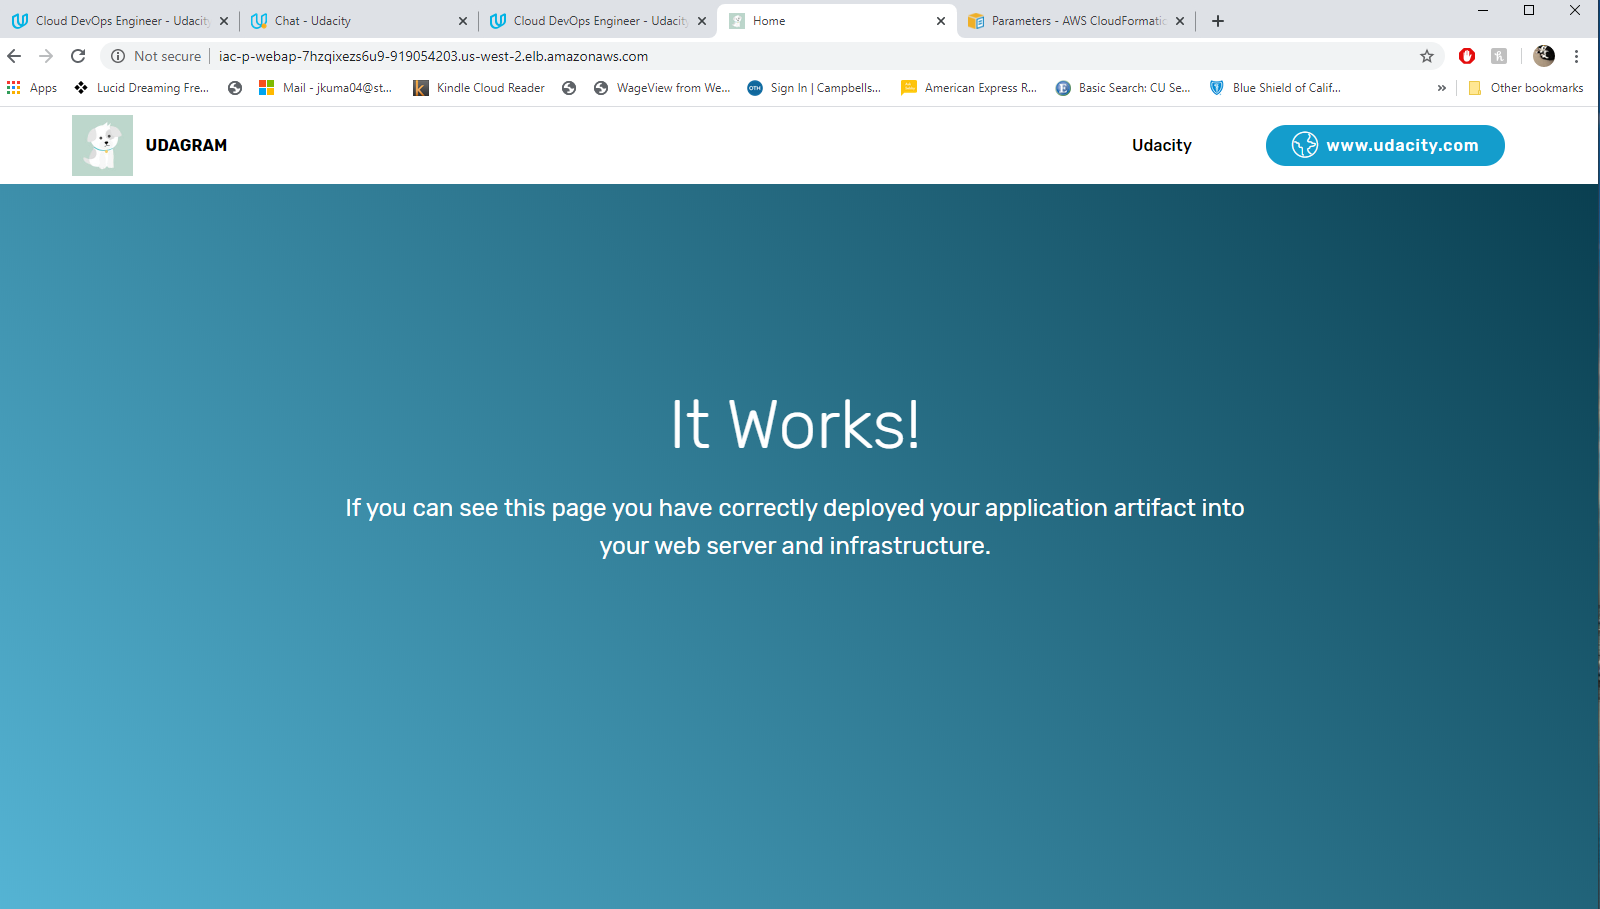 Cloud DevOps Engineer - Udacity
Chat - Udacity
Cloud DevOps Engineer - Udacity
Home
Parameters - AWS CloudFormatic
Not secure
iac-p-webap-7hzqixezs6u9-919054203.us-west-2.elb.amazonaws.com
Apps
Lucid Dreaming Fre...
Mail - jkuma04@st...
Kindle Cloud Reader
WageView from We...
OTH
Sign In | Campbells...
American Express R...
Basic Search: CU Se...
Blue Shield of Calif...
»
Other bookmarks
UDAGRAM
Udacity
www.udacity.com
It Works!
If you can see this page you have correctly deployed your application artifact into
your web server and infrastructure.